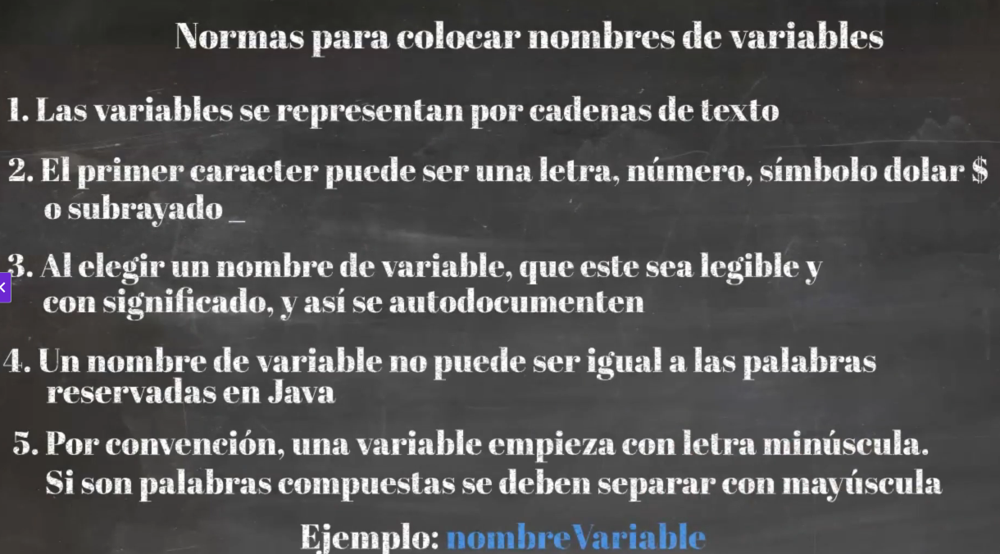 Normas para colocar nombres de variables
1. Las variables se representan por cadenas de texto
2. El primer caracter puede ser una letra, número, símbolo dolar $
o subrayado _
3. Al elegir un nombre de variable, que este sea legible y
con significado, y así se autodocumenten
4. Un nombre de variable no puede ser igual a las palabras
reservadas en Java
5. Por convención, una variable empieza con letra minúscula.
Si son palabras compuestas se deben separar con mayúscula
Ejemplo: nombreVariable